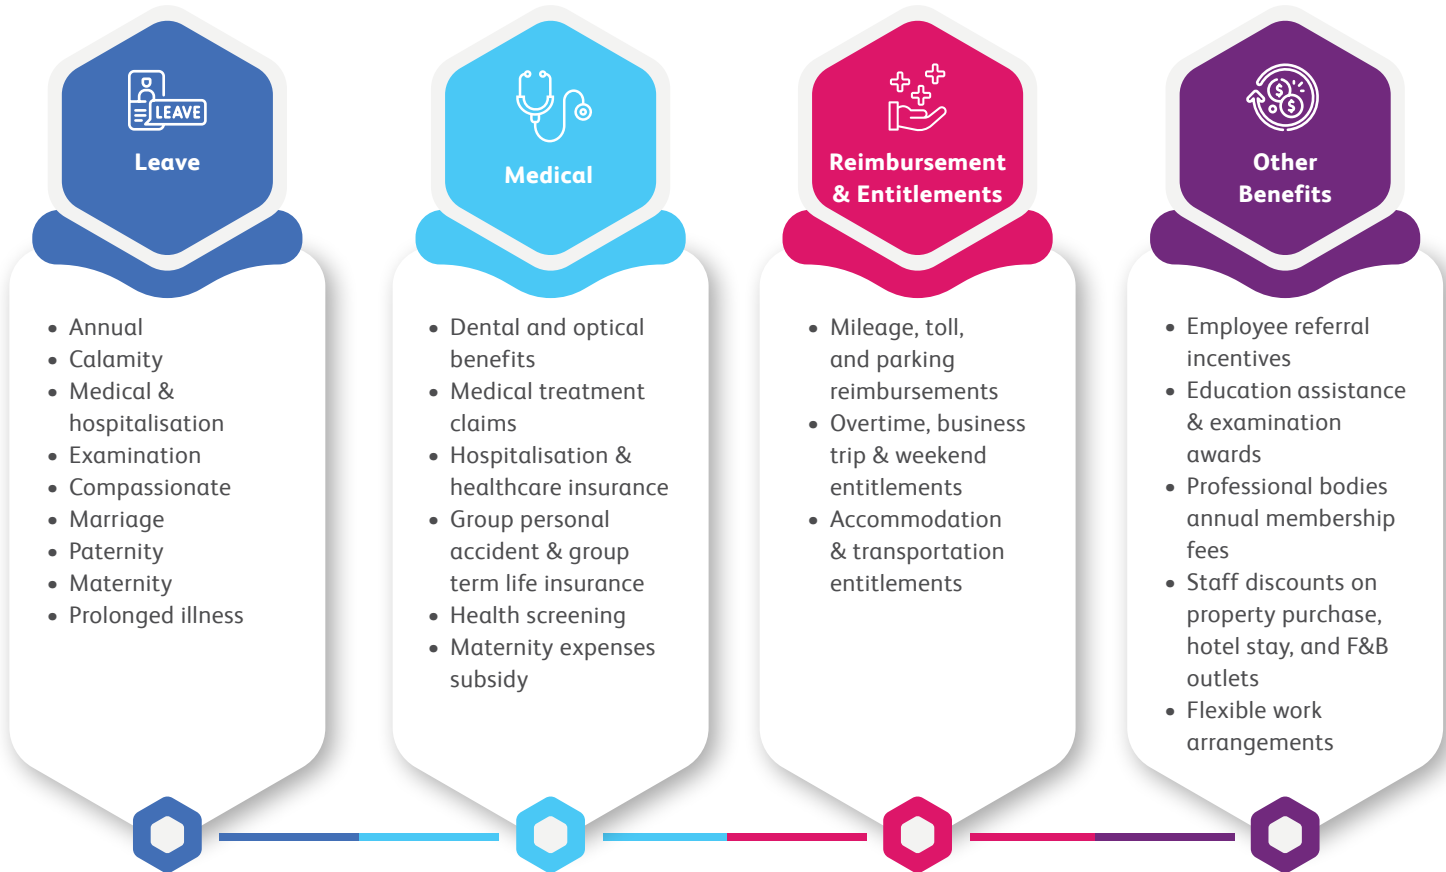 LEAVE
Leave
• Annual
• Calamity
• Medical &
hospitalisation
• Examination
• Compassionate
• Marriage
• Paternity
• Maternity
• Prolonged illness
Medical
• Dental and optical
benefits
• Medical treatment
claims
• Hospitalisation &
healthcare insurance
• Group personal
accident & group
term life insurance
• Health screening
• Maternity expenses
subsidy
Reimbursement
& Entitlements
• Mileage, toll,
and parking
reimbursements
• Overtime, business
trip & weekend
entitlements
• Accommodation
& transportation
entitlements
$
$
Other
Benefits
• Employee referral
incentives
• Education assistance
& examination
awards
• Professional bodies
annual membership
fees
• Staff discounts on
property purchase,
hotel stay, and F&B
outlets
• Flexible work
arrangements